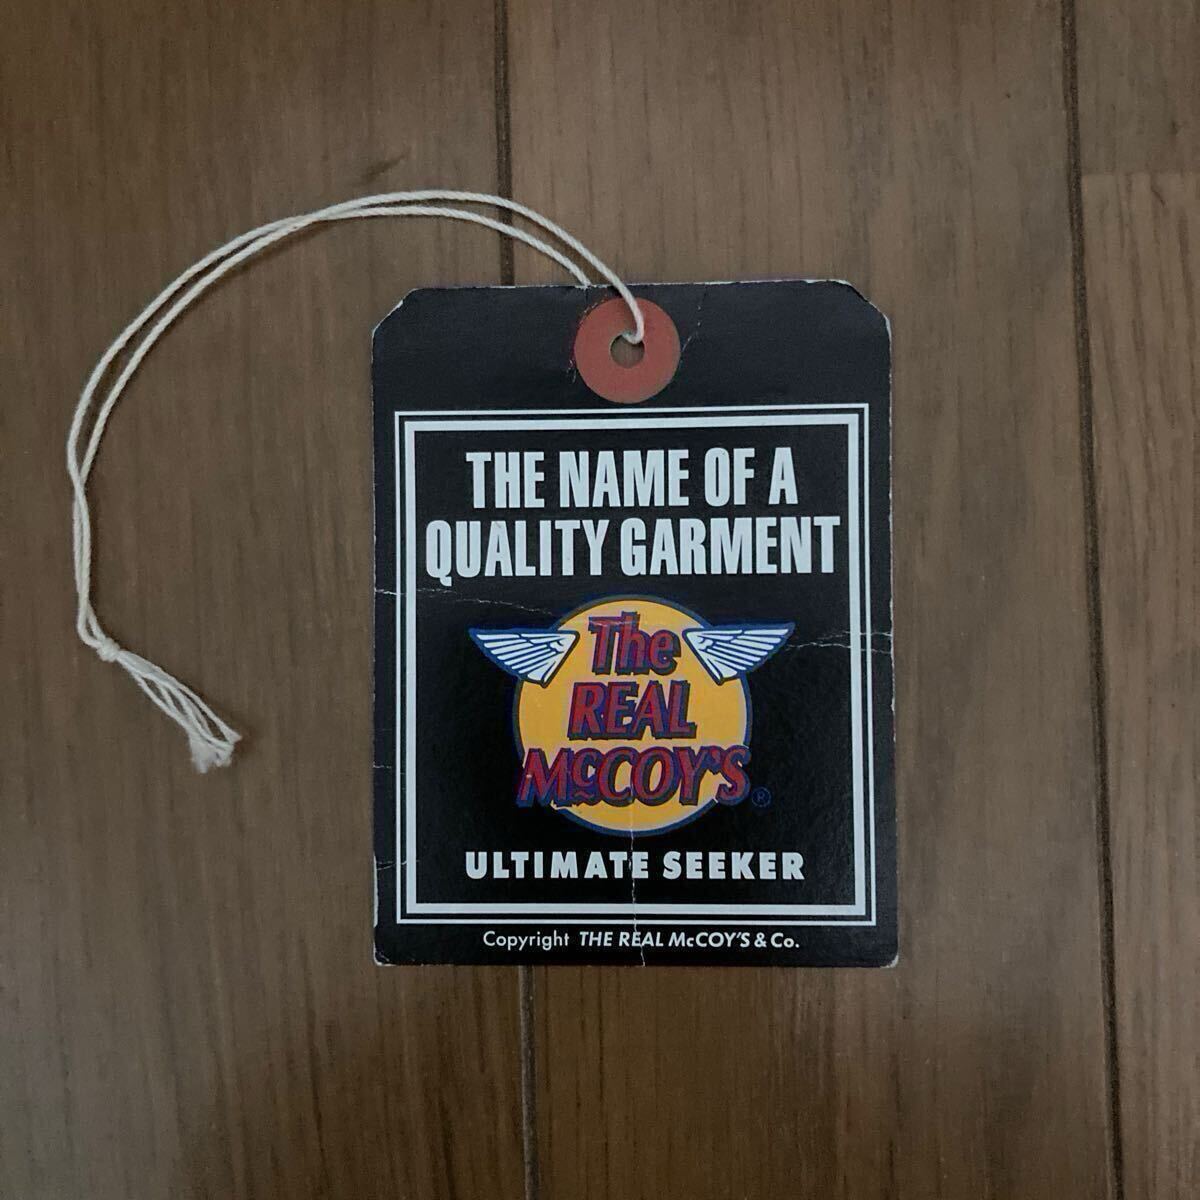 THE NAME OF A
QUALITY GARMENT
The
REAL
McCOY'S ®
ULTIMATE SEEKER
Copyright THE REAL McCOY'S & Co.